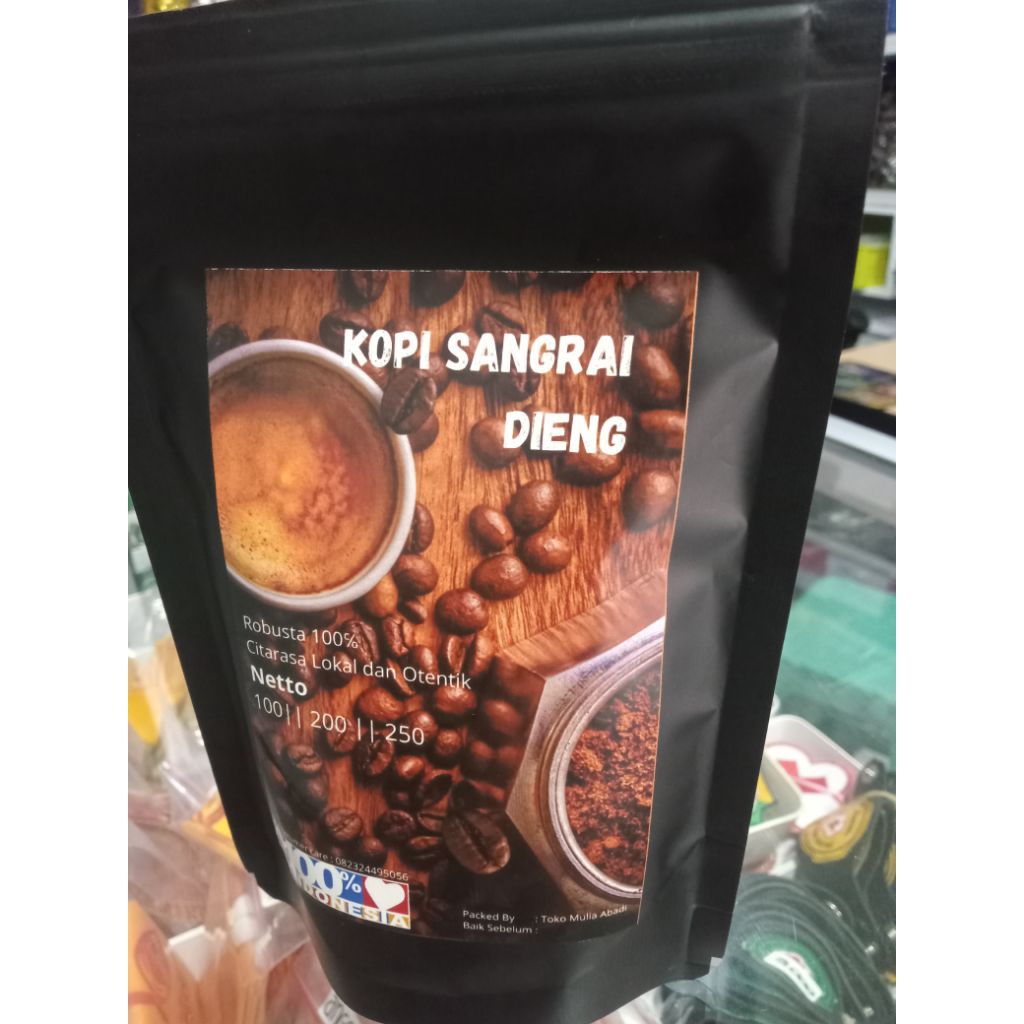 KOPI SANGRAI
DIENG
Robusta 100%
Citarasa Lokal dan Otentik
Netto
100|| 200 || 250
care : 082324495056
100%
INDONESIA
Packed By : Toko Mulia Abadi
Baik Sebelum :